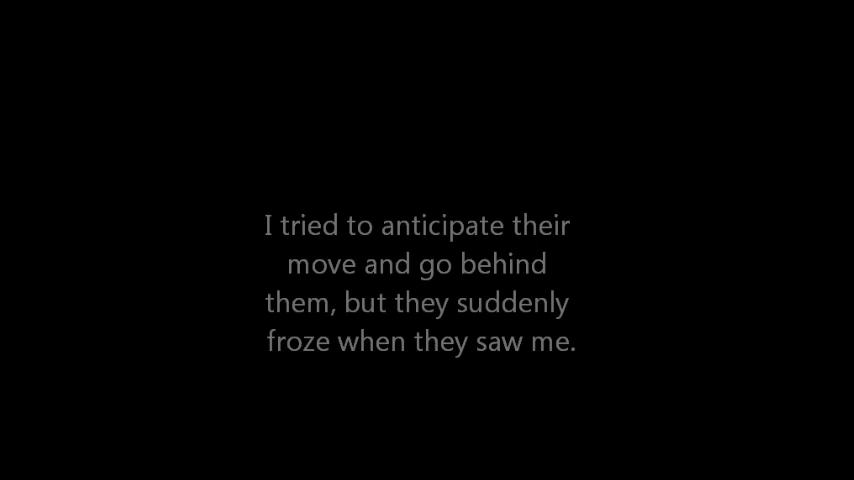 I tried to anticipate their
move and go behind
them, but they suddenly
froze when they saw me.